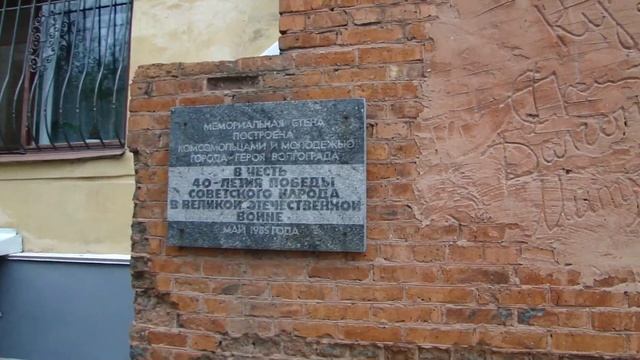 МЕМОРИАЛЬНАЯ СТЕНА
ПОСТРОЕНА
КОМСОМОЛЬЦАМИ И МОЛОДЕЖЬЮ
ГОРОДА-ГЕРОЯ ВОЛГОГРАДА
В ЧЕСТЬ
40-ЛЕТИЯ ПОБЕДЫ
СОВЕТСКОГО НАРОДА
В ВЕЛИКОЙ ОТЕЧЕСТВЕННОЙ
ВОЙНЕ
МАЙ 1985 ГОДА